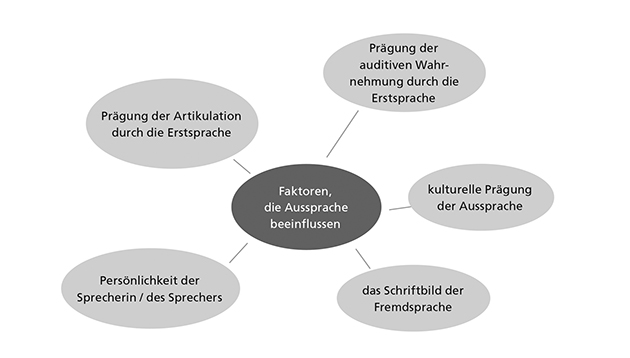 Prägung der
auditiven Wahr-
nehmung durch die
Erstsprache
Prägung der Artikulation
durch die Erstsprache
Faktoren,
die Aussprache
beeinflussen
kulturelle Prägung
der Aussprache
Persönlichkeit der
Sprecherin / des Sprechers
das Schriftbild der
Fremdsprache